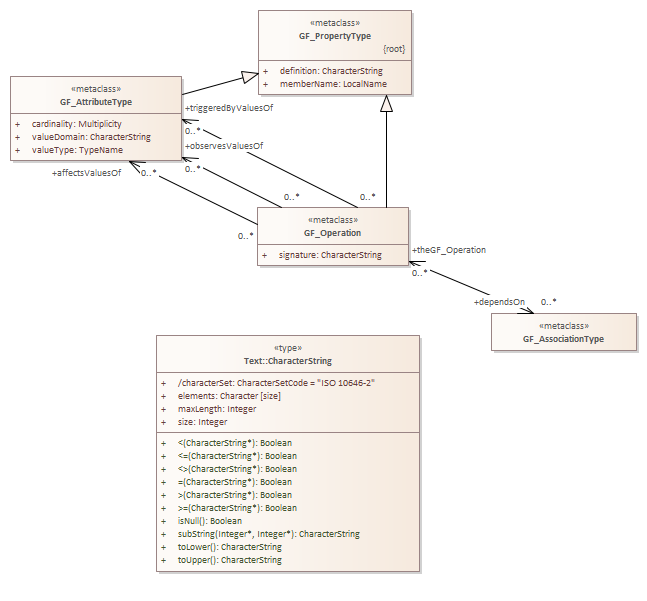 «metaclass»
GF_PropertyType
{root}
+ definition: CharacterString
+ memberName: LocalName
«metaclass»
GF_AttributeType
+ cardinality: Multiplicity
+ valueDomain: CharacterString
+ valueType: TypeName
+triggeredByValuesOf
0..*
+observesValuesOf
0..*
+affectsValuesOf
0..*
0..*
0..*
0..*
«metaclass»
GF_Operation
+ signature: CharacterString
+theGF_Operation
0..*
+dependsOn
0..*
«metaclass»
GF_AssociationType
«type»
Text::CharacterString
+ /characterSet: CharacterSetCode = "ISO 10646-2"
+ elements: Character [size]
+ maxLength: Integer
+ size: Integer
+ <(CharacterString*): Boolean
+ <=(CharacterString*): Boolean
+ <>(CharacterString*): Boolean
+ =(CharacterString*): Boolean
+ >(CharacterString*): Boolean
+ >=(CharacterString*): Boolean
+ isNull(): Boolean
+ subString(Integer*, Integer*): CharacterString
+ toLower(): CharacterString
+ toUpper(): CharacterString